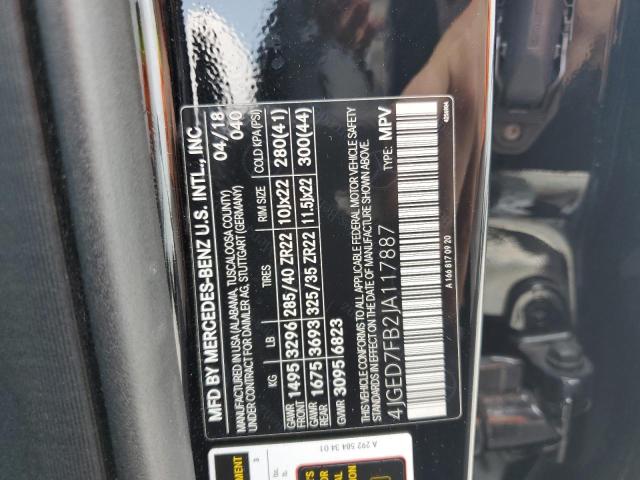 MFD BY MERCEDES-BENZ U.S. INTL., INC.
MADE IN USA (ALABAMA, TUSCALOOSA COUNTY) 04/18
UNDER CONTRACT FOR DAIMLER AG, STUTTGART (GERMANY) 040
KG LB TIRES RIM SIZE COLD KPA(PSI)
GAWR FRONT 1495 3296 285/40 ZR22 10Jx22 280(41)
GAWR REAR 1675 3693 325/35 ZR22 11.5Jx22 300(44)
GVWR 3095/6823
THIS VEHICLE CONFORMS TO ALL APPLICABLE FEDERAL MOTOR VEHICLE SAFETY
STANDARDS IN EFFECT ON THE DATE OF MANUFACTURE SHOWN ABOVE.
4JGED7FB2JA117887 TYPE: MPV
A 166 817 09 20
A 292 584 34 01